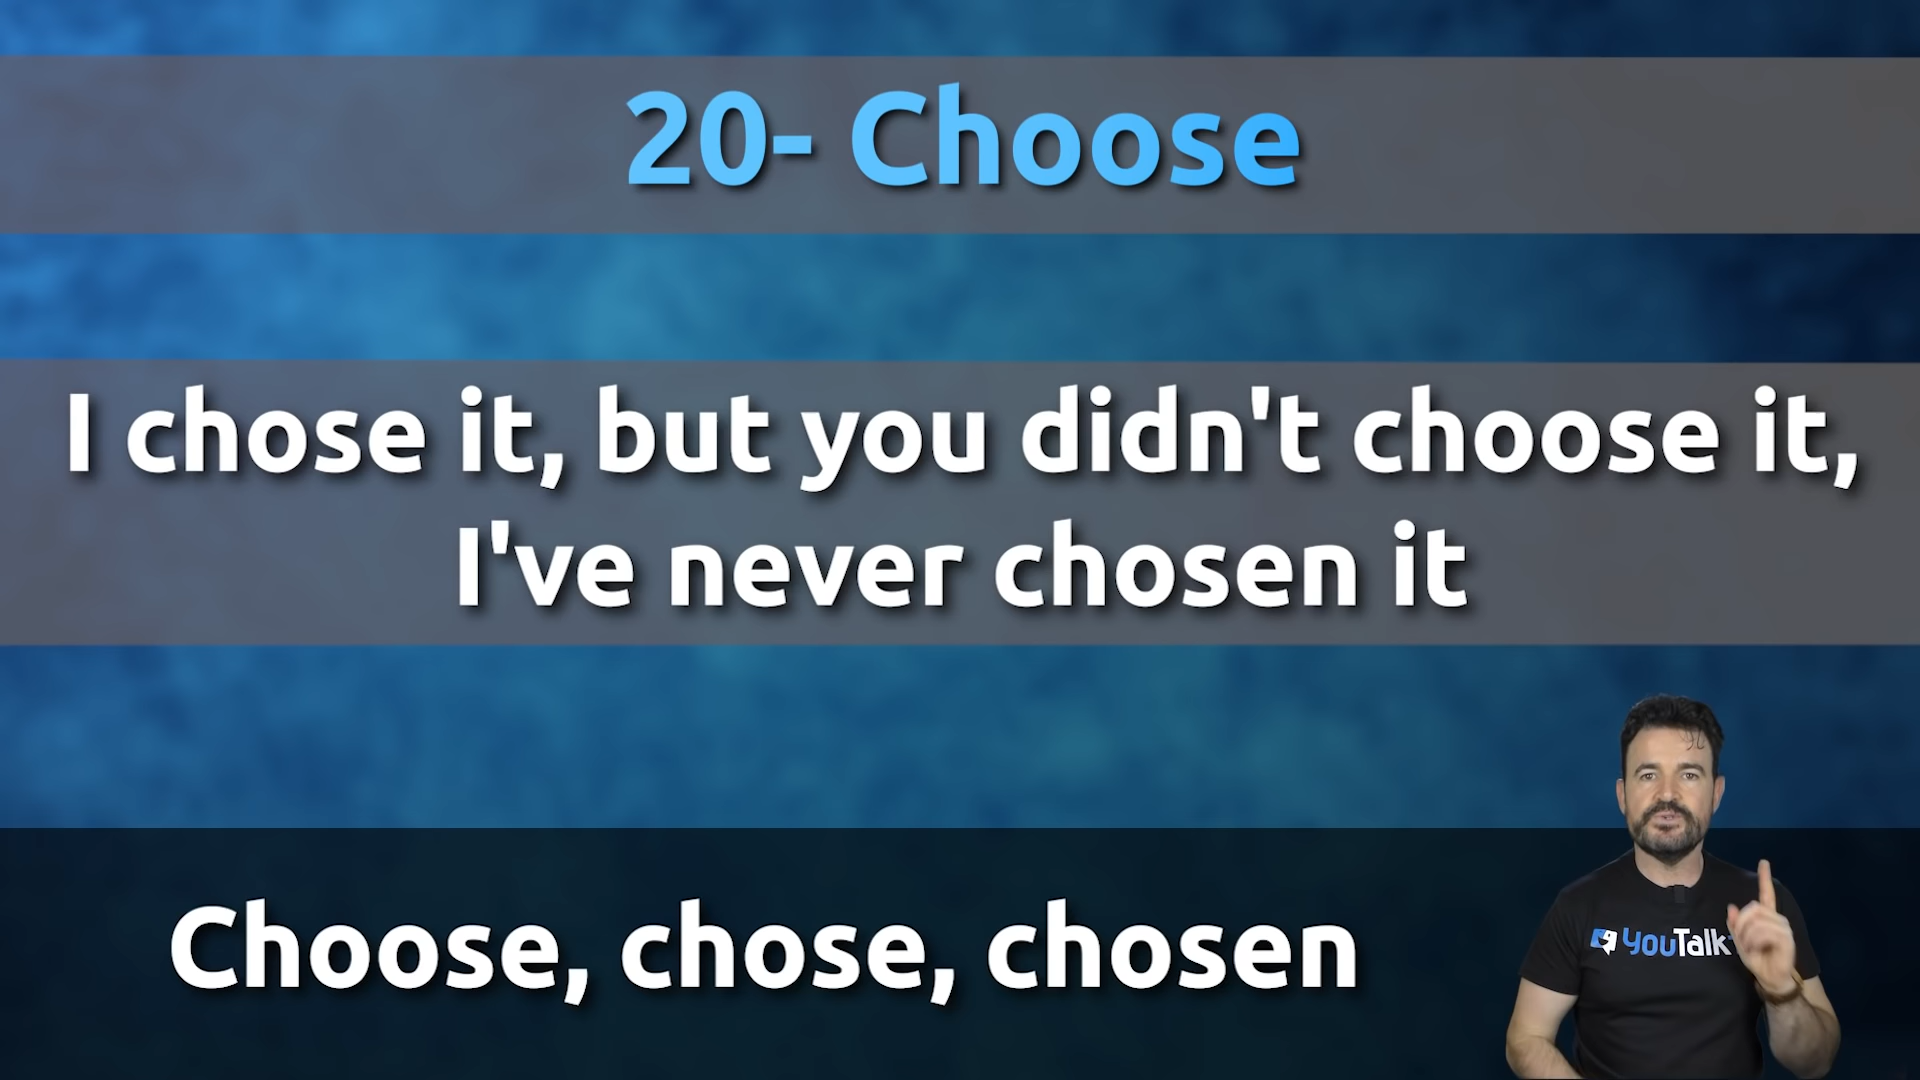 20- Choose
I chose it, but you didn't choose it,
I've never chosen it
Choose, chose, chosen
YouTalk